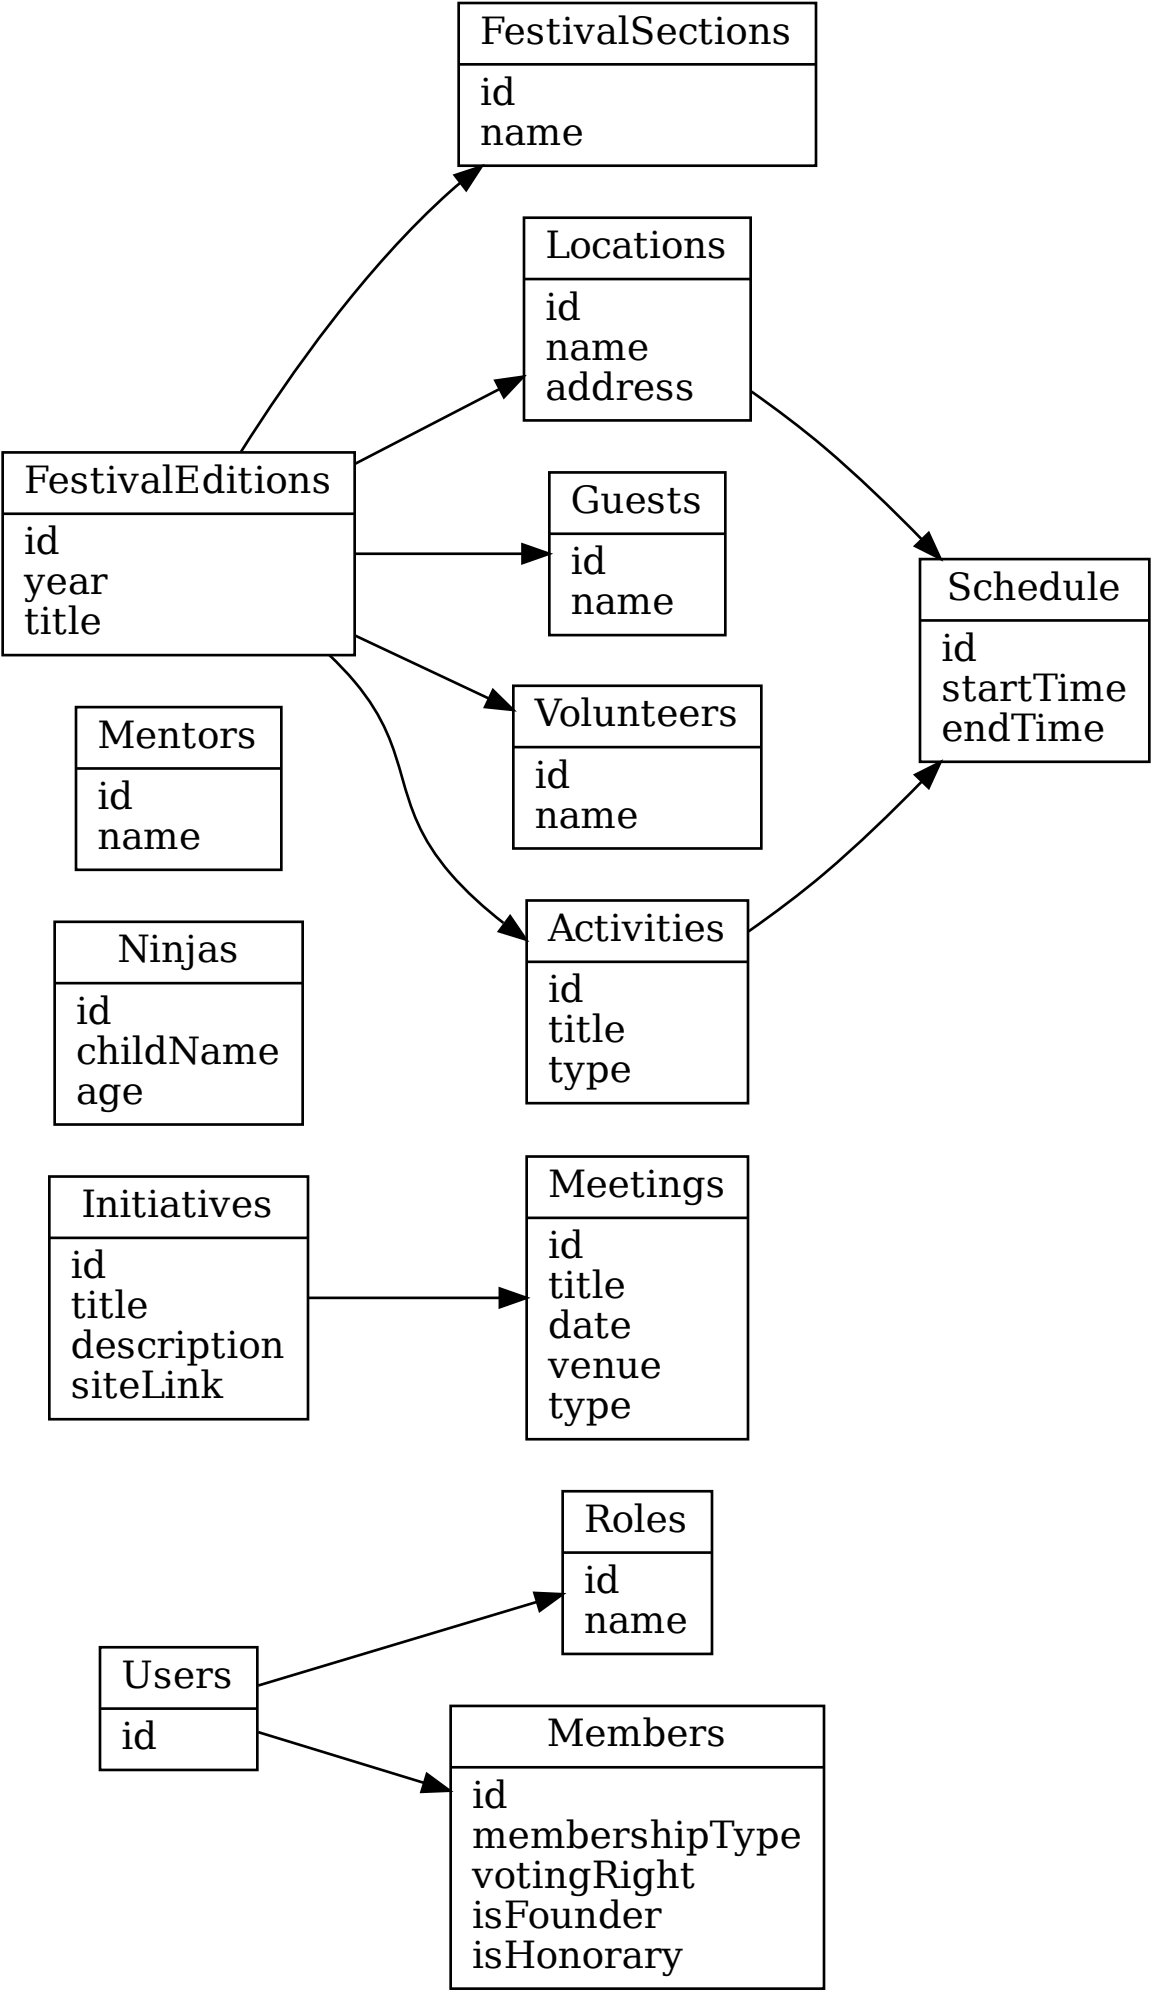 FestivalSections
id
name
Locations
id
name
address
FestivalEditions
id
year
title
Guests
id
name
Schedule
id
startTime
endTime
Volunteers
id
name
Mentors
id
name
Activities
id
title
type
Ninjas
id
childName
age
Meetings
id
title
date
venue
type
Initiatives
id
title
description
siteLink
Roles
id
name
Users
id
Members
id
membershipType
votingRight
isFounder
isHonorary